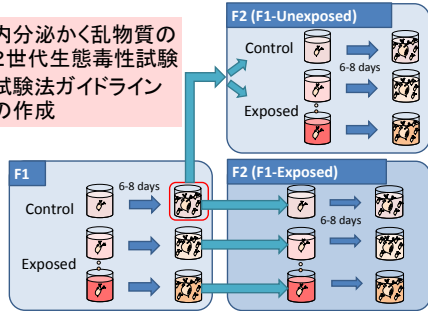 内分泌かく乱物質の
2世代生態毒性試験
試験法ガイドライン
の作成
F2 (F1-Unexposed)
Control
6-8 days
Exposed
F1
6-8 days
Control
Exposed
F2 (F1-Exposed)
6-8 days